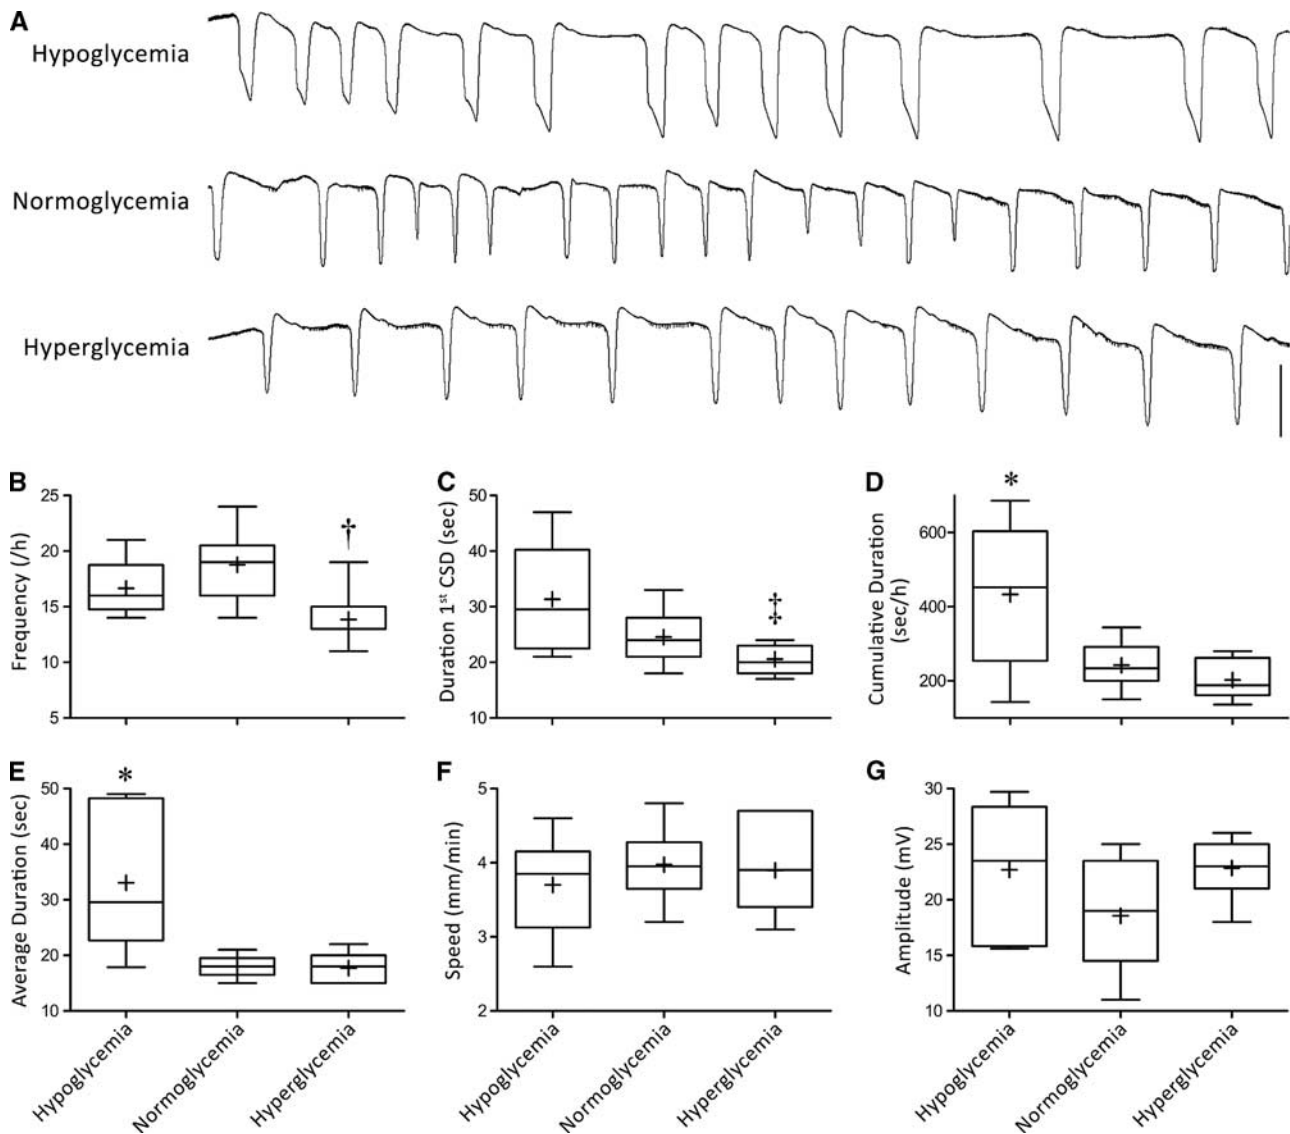 A
Hypoglycemia
Normoglycemia
Hyperglycemia
B
Frequency (/h)
25
20
15
10
5
†
C
Duration 1st CSD (sec)
50
40
30
20
10
‡
D
Cumulative Duration
(sec/h)
600
400
200
*
E
Average Duration (sec)
50
40
30
20
10
*
Hypoglycemia
Normoglycemia
Hyperglycemia
F
Speed (mm/min)
5
4
3
2
Hypoglycemia
Normoglycemia
Hyperglycemia
G
Amplitude (mV)
30
25
20
15
10
Hypoglycemia
Normoglycemia
Hyperglycemia